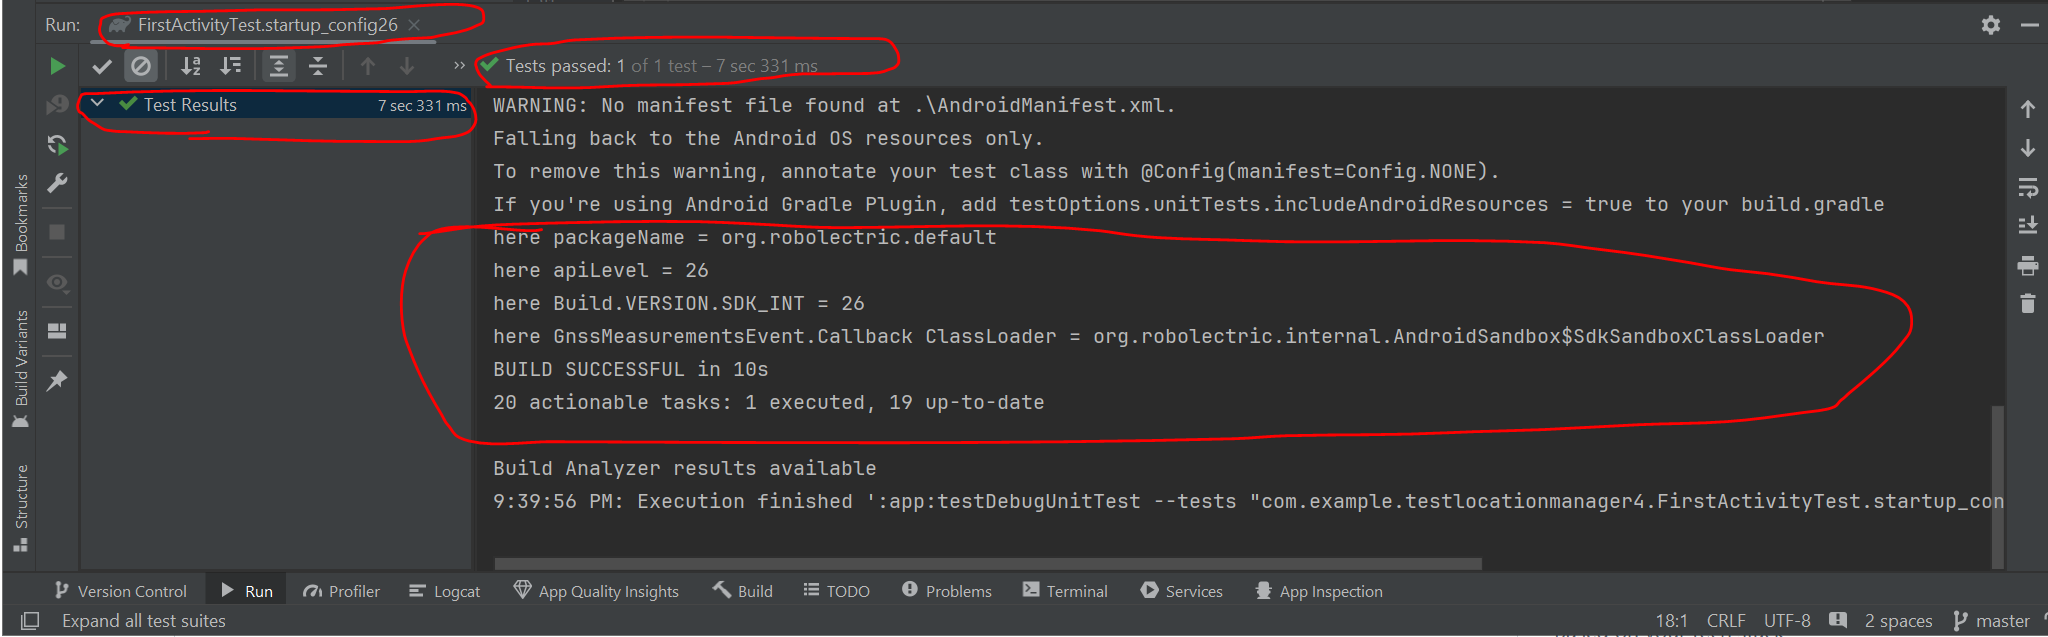 Run: FirstActivityTest.startup_config26
Tests passed: 1 of 1 test – 7 sec 331 ms
Test Results 7 sec 331 ms
WARNING: No manifest file found at .\AndroidManifest.xml.
Falling back to the Android OS resources only.
To remove this warning, annotate your test class with @Config(manifest=Config.NONE).
If you're using Android Gradle Plugin, add testOptions.unitTests.includeAndroidResources = true to your build.gradle
here packageName = org.robolectric.default
here apiLevel = 26
here Build.VERSION.SDK_INT = 26
here GnssMeasurementsEvent.Callback ClassLoader = org.robolectric.internal.AndroidSandbox$SdkSandboxClassLoader
BUILD SUCCESSFUL in 10s
20 actionable tasks: 1 executed, 19 up-to-date
Build Analyzer results available
9:39:56 PM: Execution finished ':app:testDebugUnitTest --tests "com.example.testlocationmanager4.FirstActivityTest.startup_con
Bookmarks
Build Variants
Structure
Version Control Run Profiler Logcat App Quality Insights Build TODO Problems Terminal Services App Inspection
Expand all test suites 18:1 CRLF UTF-8 2 spaces master